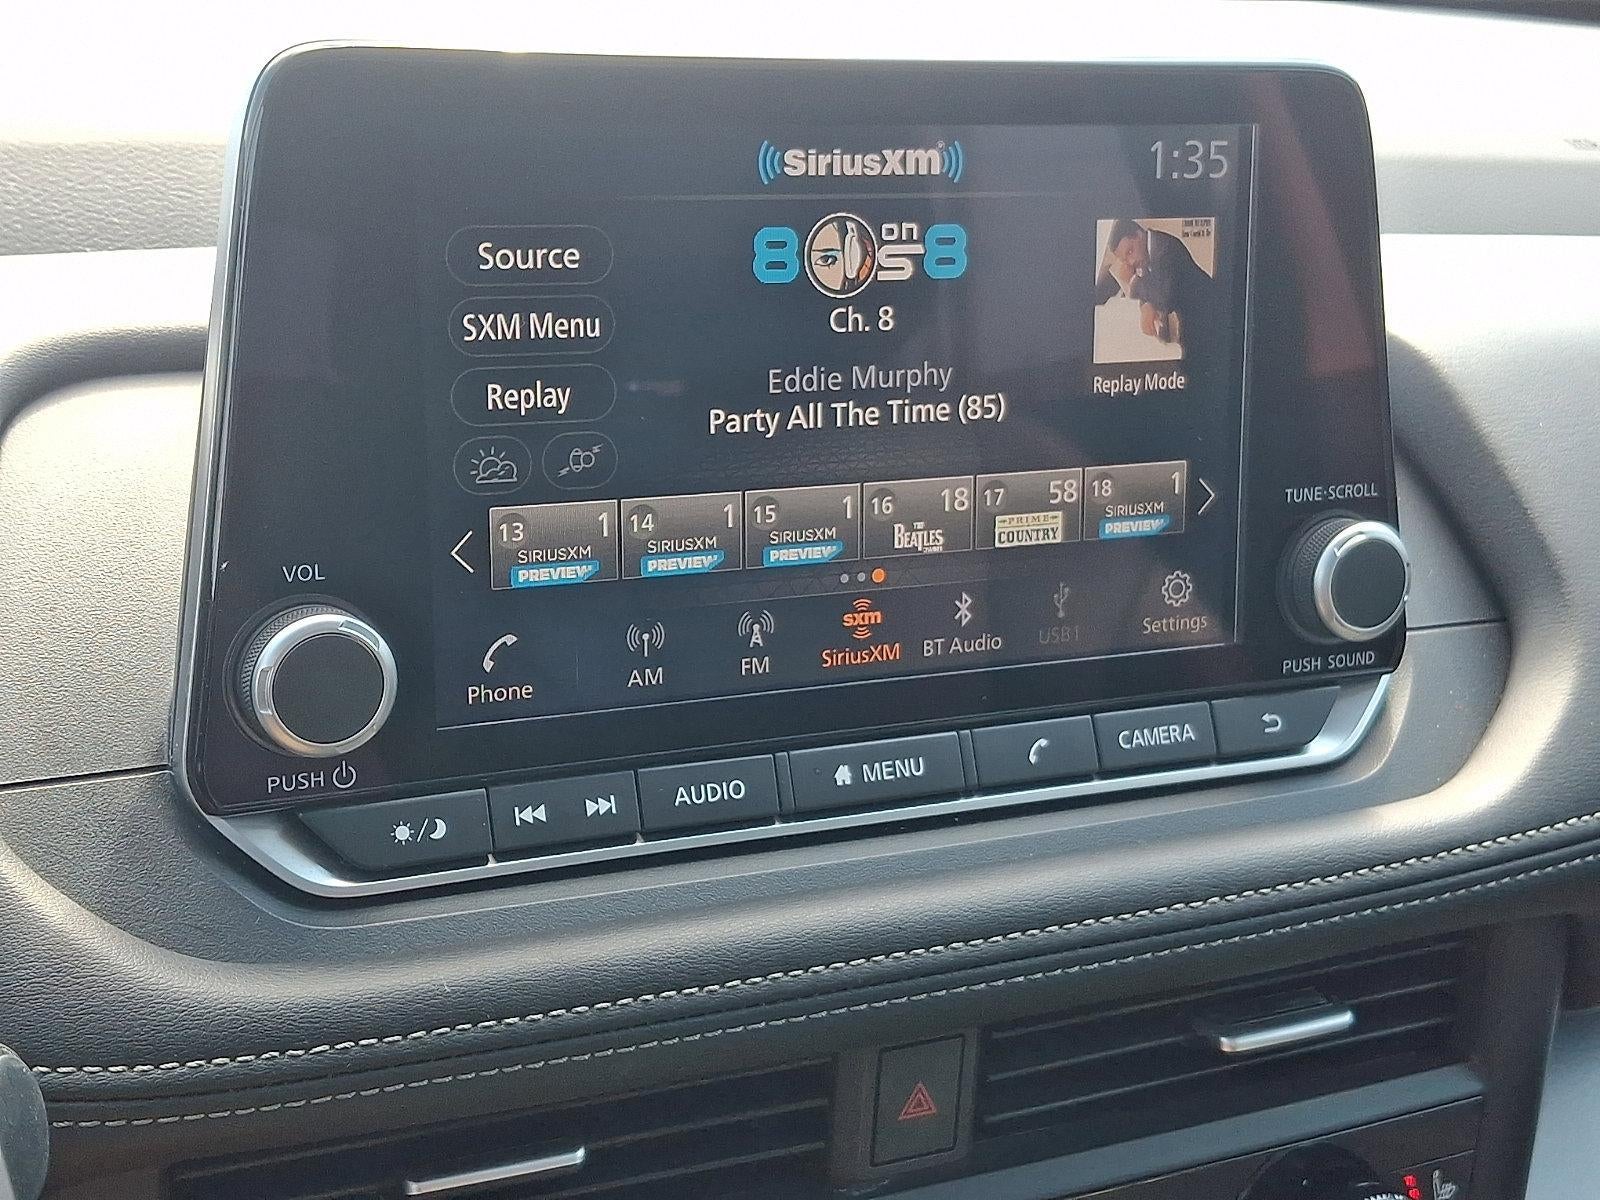 SiriusXM
1:35
Source
SXM Menu
Replay
80s on 8
Ch. 8
Eddie Murphy
Party All The Time (85)
Replay Mode
13 1
SIRIUSXM
PREVIEW
14 1
SIRIUSXM
PREVIEW
15 1
SIRIUSXM
PREVIEW
16 18
THE
BEATLES
17 58
PRIME
COUNTRY
18 1
SIRIUSXM
PREVIEW
Phone
AM
FM
sxm
SiriusXM
BT Audio
USB1
Settings
VOL
PUSH
TUNE·SCROLL
PUSH SOUND
AUDIO
MENU
CAMERA